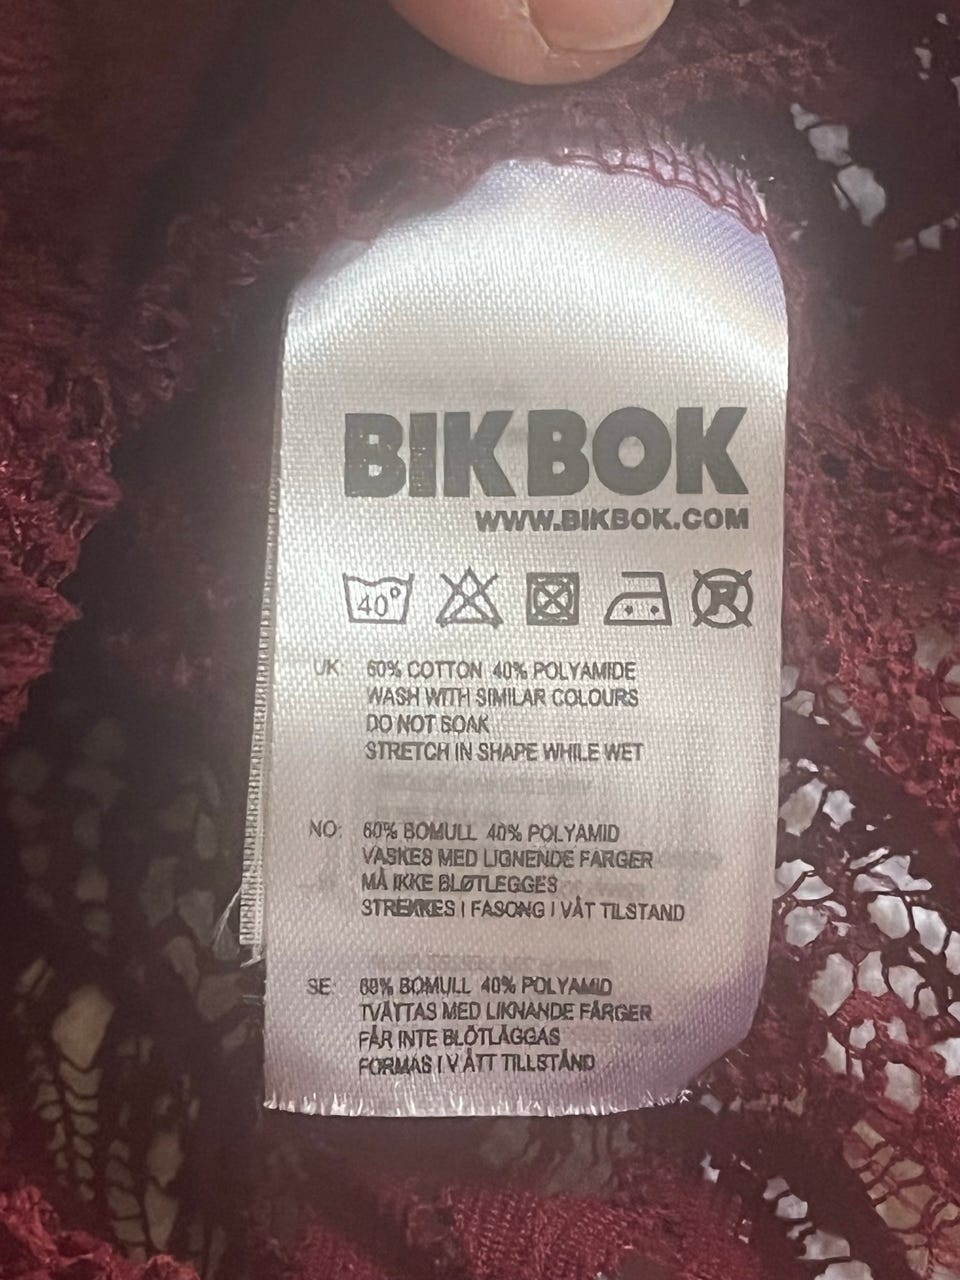 BIK BOK
WWW.BIKBOK.COM
40°
UK: 60% COTTON 40% POLYAMIDE
WASH WITH SIMILAR COLOURS
DO NOT SOAK
STRETCH IN SHAPE WHILE WET
NO: 60% BOMULL 40% POLYAMID
VASKES MED LIGNENDE FARGER
MÅ IKKE BLØTLEGGES
STREKKES I FASONG I VÅT TILSTAND
SE: 60% BOMULL 40% POLYAMID
TVÄTTAS MED LIKNANDE FÄRGER
FÅR INTE BLÖTLÄGGAS
FORMAS I VÅTT TILLSTÅND